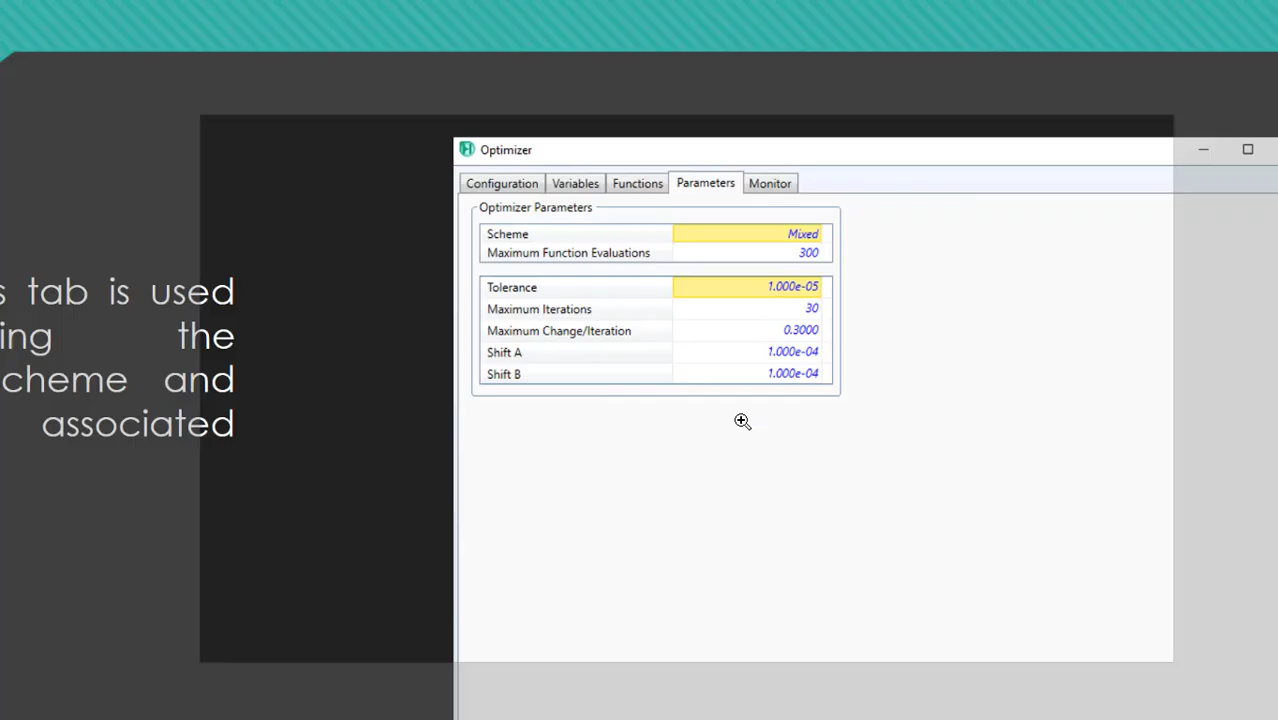 s tab is used
ing the
cheme and
associated
Optimizer
Configuration Variables Functions Parameters Monitor
Optimizer Parameters
Scheme Mixed
Maximum Function Evaluations 300
Tolerance 1.000e-05
Maximum Iterations 30
Maximum Change/Iteration 0.3000
Shift A 1.000e-04
Shift B 1.000e-04